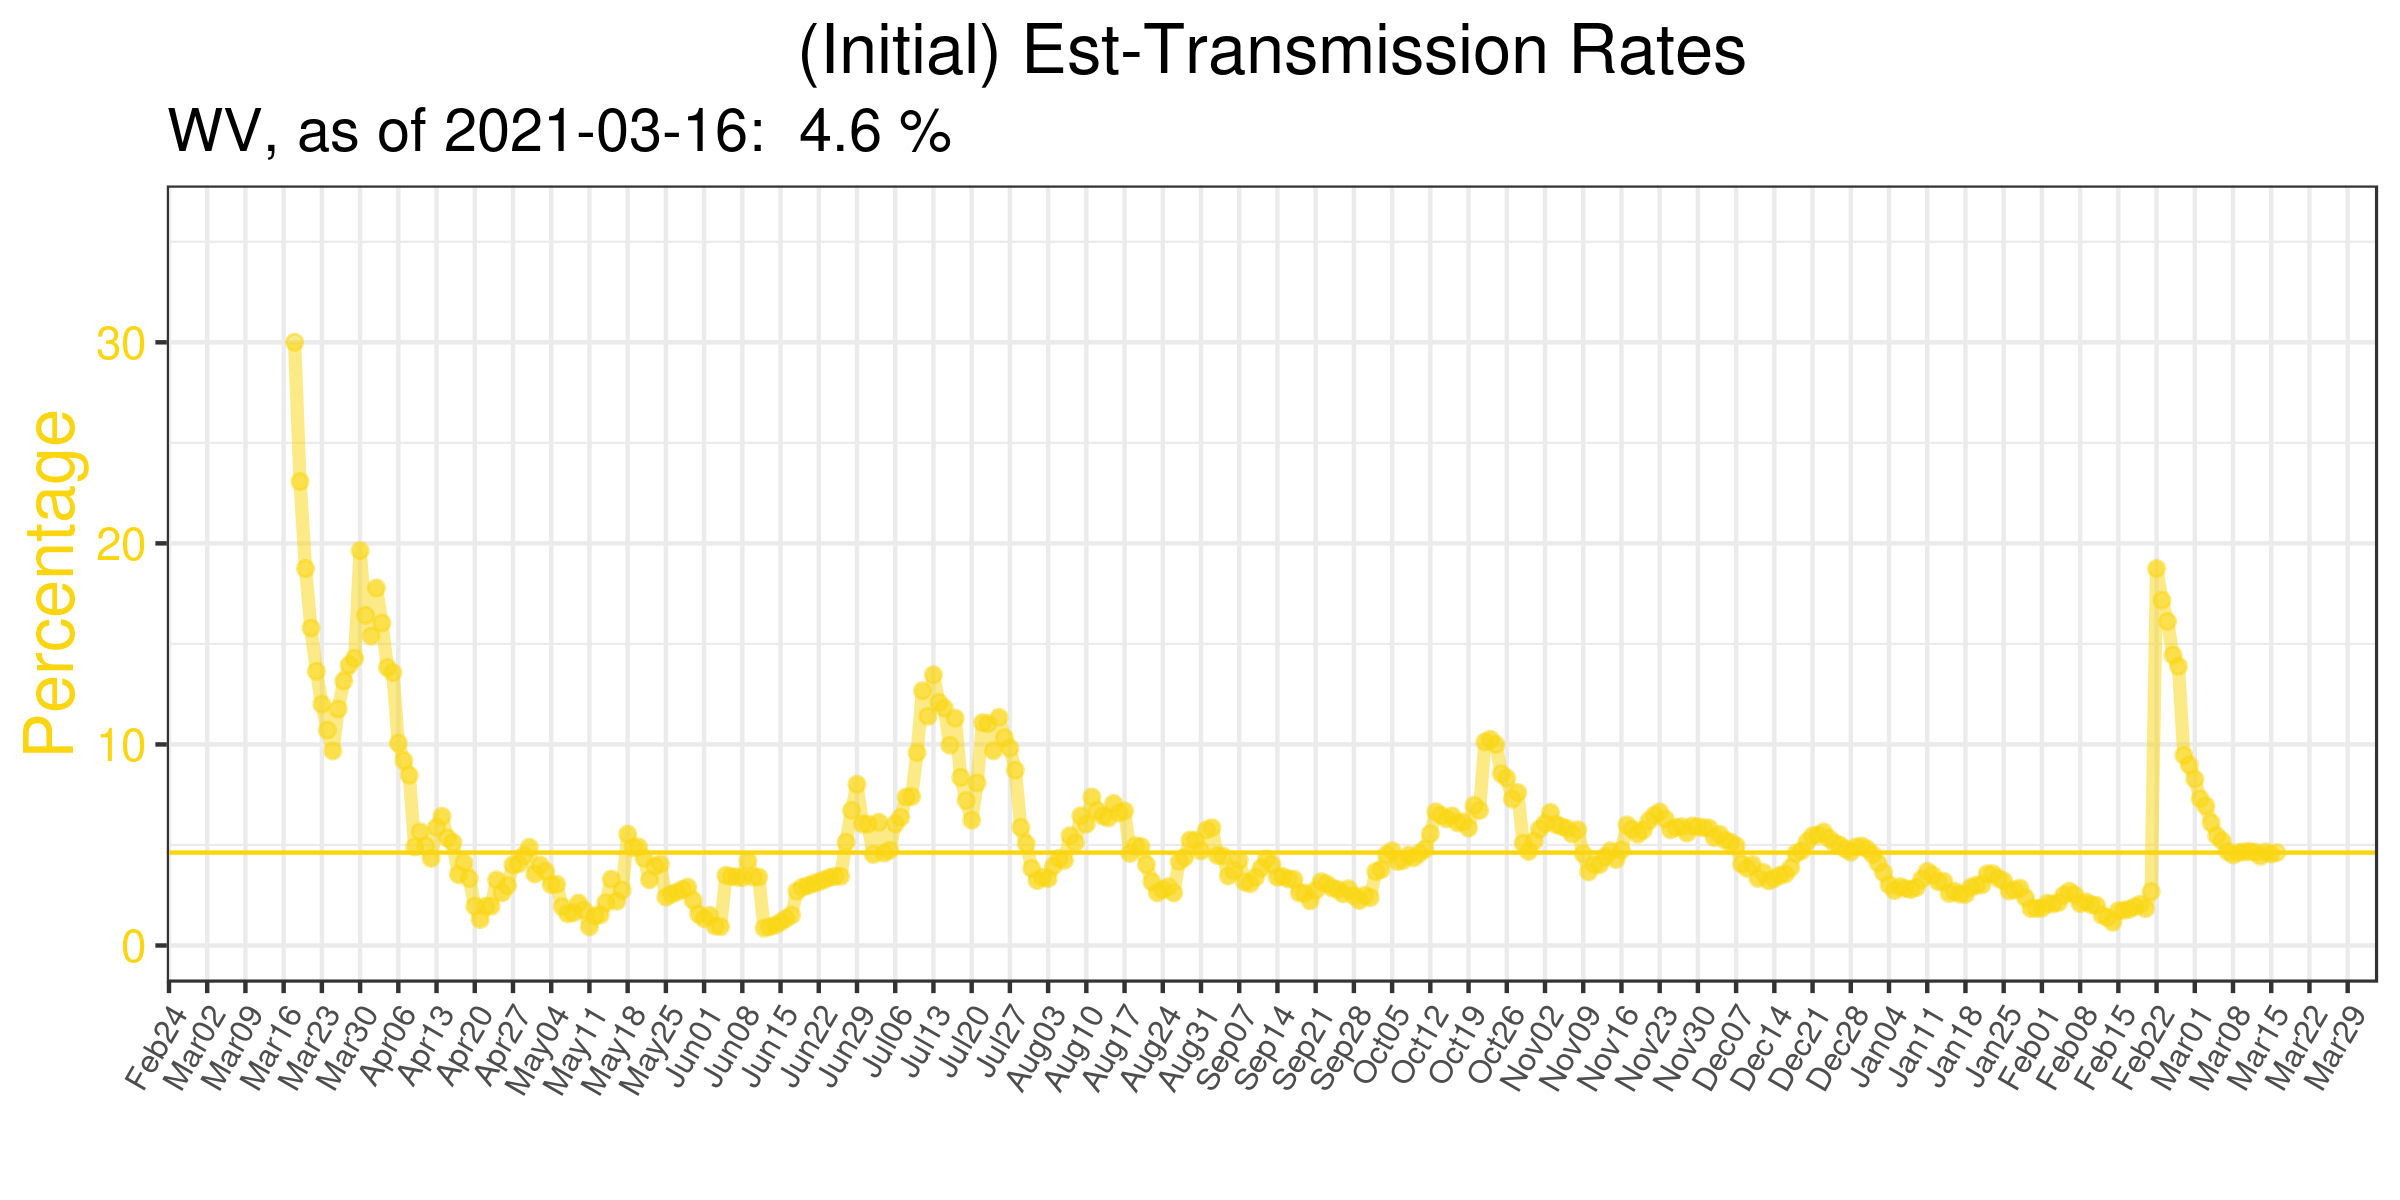 (Initial) Est-Transmission Rates
WV, as of 2021-03-16:  4.6 %
Percentage
30
20
10
0
Feb24
Mar02
Mar09
Mar16
Mar23
Mar30
Apr06
Apr13
Apr20
Apr27
May04
May11
May18
May25
Jun01
Jun08
Jun15
Jun22
Jun29
Jul06
Jul13
Jul20
Jul27
Aug03
Aug10
Aug17
Aug24
Aug31
Sep07
Sep14
Sep21
Sep28
Oct05
Oct12
Oct19
Oct26
Nov02
Nov09
Nov16
Nov23
Nov30
Dec07
Dec14
Dec21
Dec28
Jan04
Jan11
Jan18
Jan25
Feb01
Feb08
Feb15
Feb22
Mar01
Mar08
Mar15
Mar22
Mar29